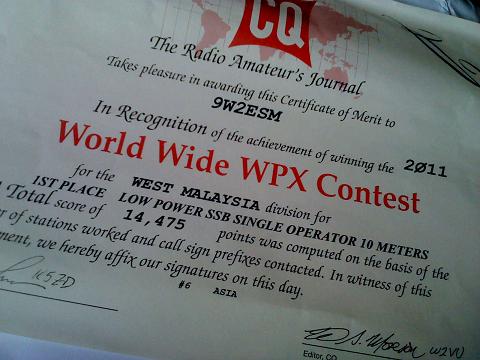 CQ
The Radio Amateur's Journal
Takes pleasure in awarding this Certificate of Merit to
9W2ESM
In Recognition of the achievement of winning the 2011
World Wide WPX Contest
for the WEST MALAYSIA division for
1ST PLACE LOW POWER SSB SINGLE OPERATOR 10 METERS
Total score of 14,475 points was computed on the basis of the
of stations worked and call sign prefixes contacted. In witness of this
we hereby affix our signatures on this day.
#6 ASIA
W2VU
Editor, CQ